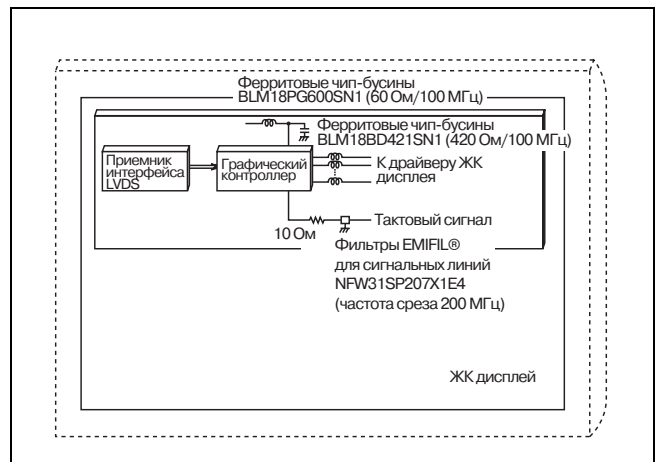 Ферритовые чип-бусины
BLM18PG600SN1 (60 Ом/100 МГц)
Ферритовые чип-бусины
BLM18BD421SN1 (420 Ом/100 МГц)
Приемник
интерфейса
LVDS
Графический
контроллер
К драйверу ЖК
дисплея
10 Ом
Тактовый сигнал
Фильтры EMIFIL®
для сигнальных линий
NFW31SP207X1E4
(частота среза 200 МГц)
ЖК дисплей